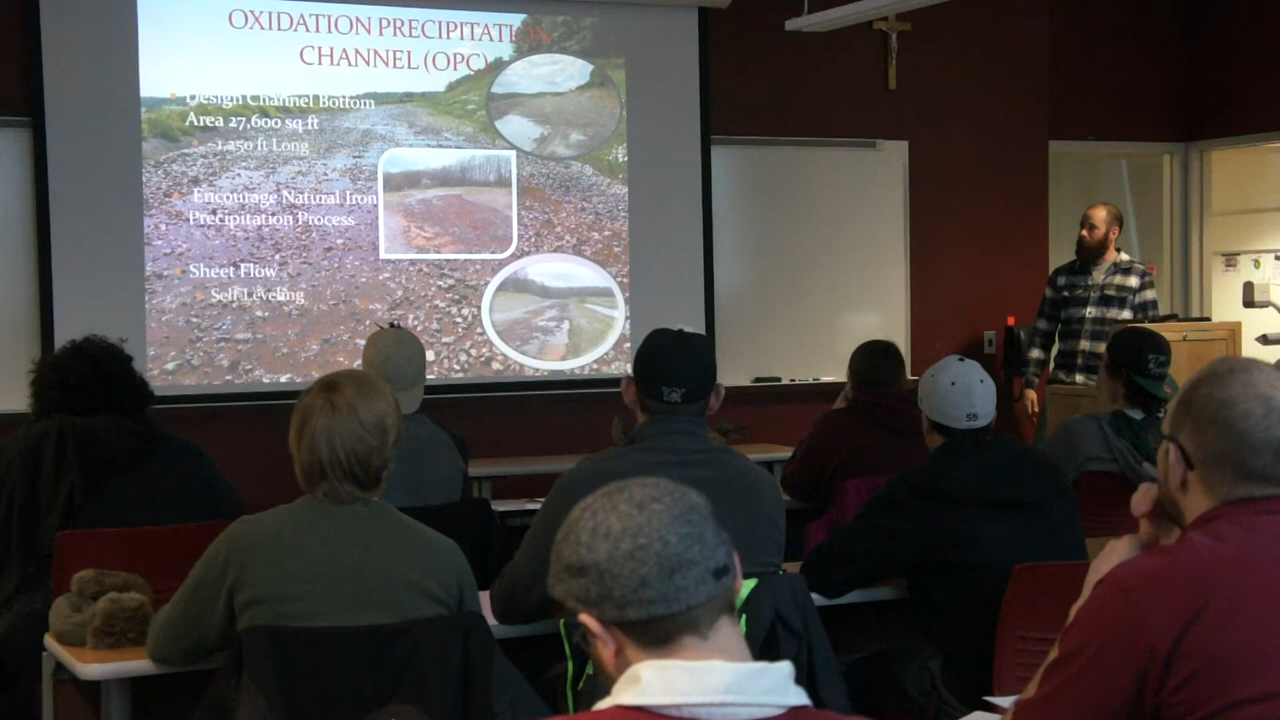 OXIDATION PRECIPITATION
CHANNEL (OPC)
Design Channel Bottom
Area 27,600 sq ft
~1,250 ft Long
Encourage Natural Iron
Precipitation Process
Sheet Flow
Self-Leveling
59